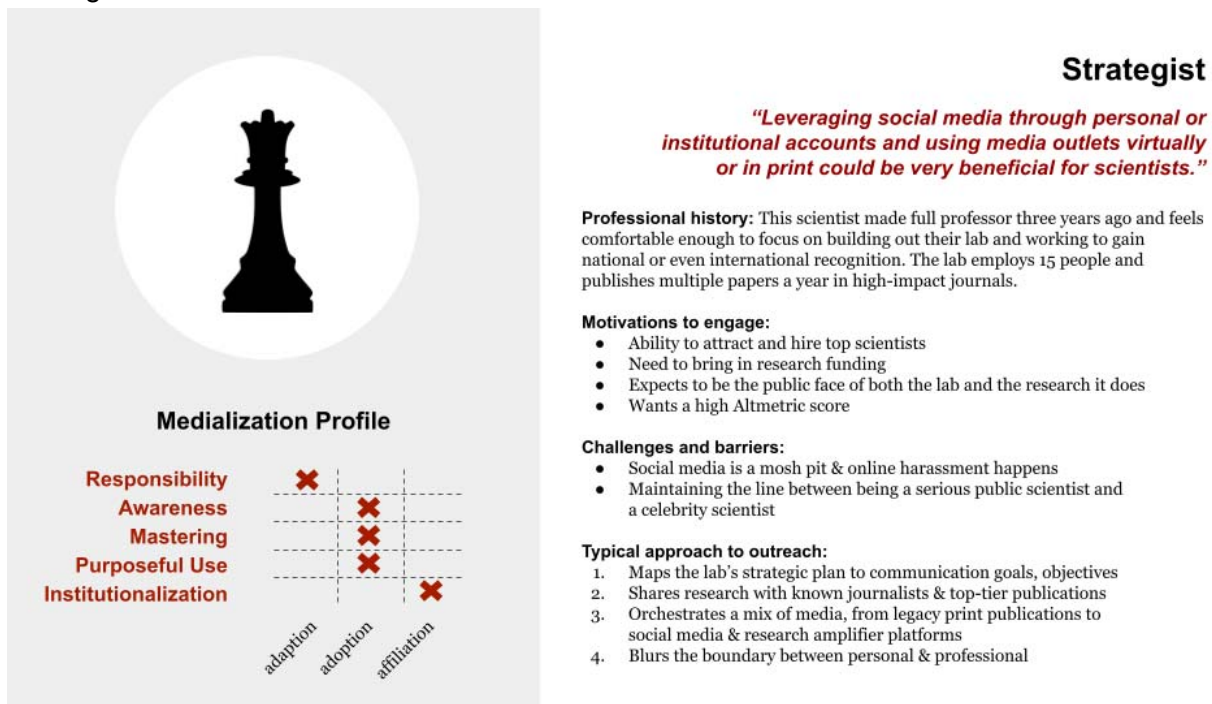 Strategist
“Leveraging social media through personal or
institutional accounts and using media outlets virtually
or in print could be very beneficial for scientists.”
Professional history: This scientist made full professor three years ago and feels
comfortable enough to focus on building out their lab and working to gain
national or even international recognition. The lab employs 15 people and
publishes multiple papers a year in high-impact journals.
Motivations to engage:
● Ability to attract and hire top scientists
● Need to bring in research funding
● Expects to be the public face of both the lab and the research it does
● Wants a high Altmetric score
Challenges and barriers:
● Social media is a mosh pit & online harassment happens
● Maintaining the line between being a serious public scientist and
a celebrity scientist
Typical approach to outreach:
1. Maps the lab’s strategic plan to communication goals, objectives
2. Shares research with known journalists & top-tier publications
3. Orchestrates a mix of media, from legacy print publications to
social media & research amplifier platforms
4. Blurs the boundary between personal & professional
Medialization Profile
Responsibility
Awareness
Mastering
Purposeful Use
Institutionalization
adaption
adoption
affiliation